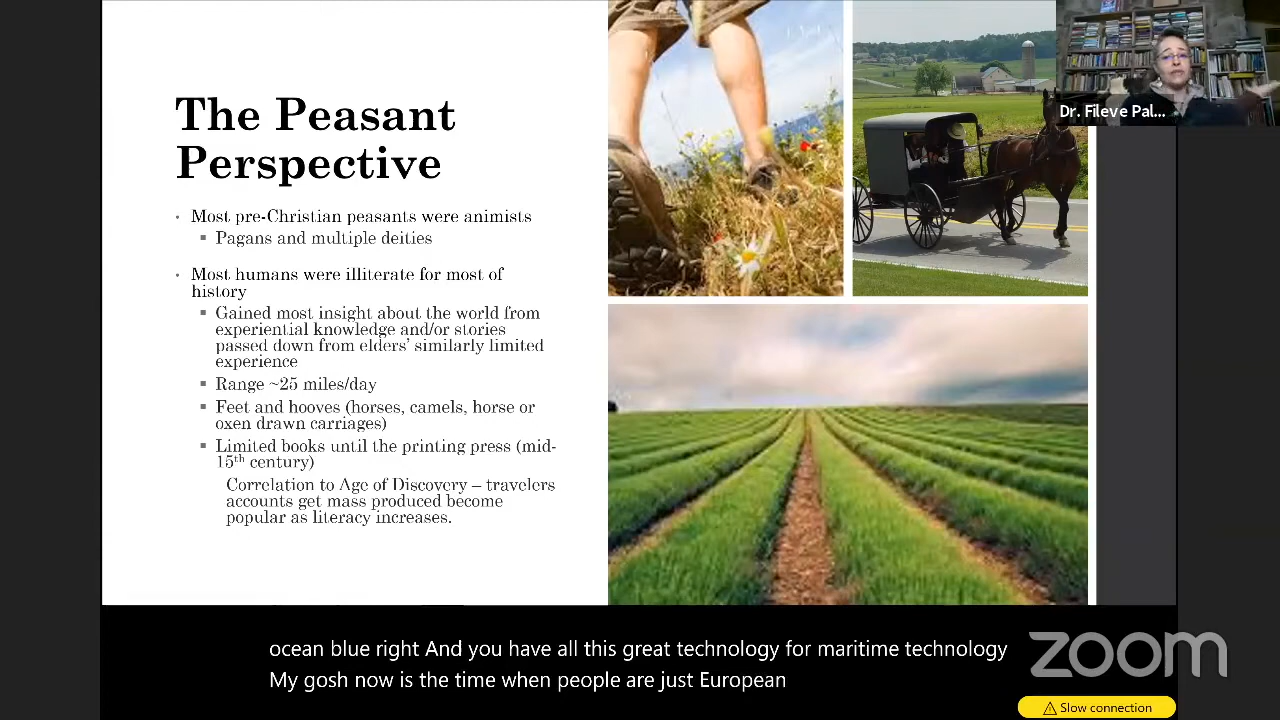 The Peasant
Perspective
• Most pre-Christian peasants were animists
▪ Pagans and multiple deities
• Most humans were illiterate for most of
history
▪ Gained most insight about the world from
experiential knowledge and/or stories
passed down from elders' similarly limited
experience
▪ Range ~25 miles/day
▪ Feet and hooves (horses, camels, horse or
oxen drawn carriages)
▪ Limited books until the printing press (mid-
15th century)
Correlation to Age of Discovery – travelers
accounts get mass produced become
popular as literacy increases.
Dr. Fileve Pal...
ocean blue right And you have all this great technology for maritime technology
My gosh now is the time when people are just European
zoom
⚠ Slow connection